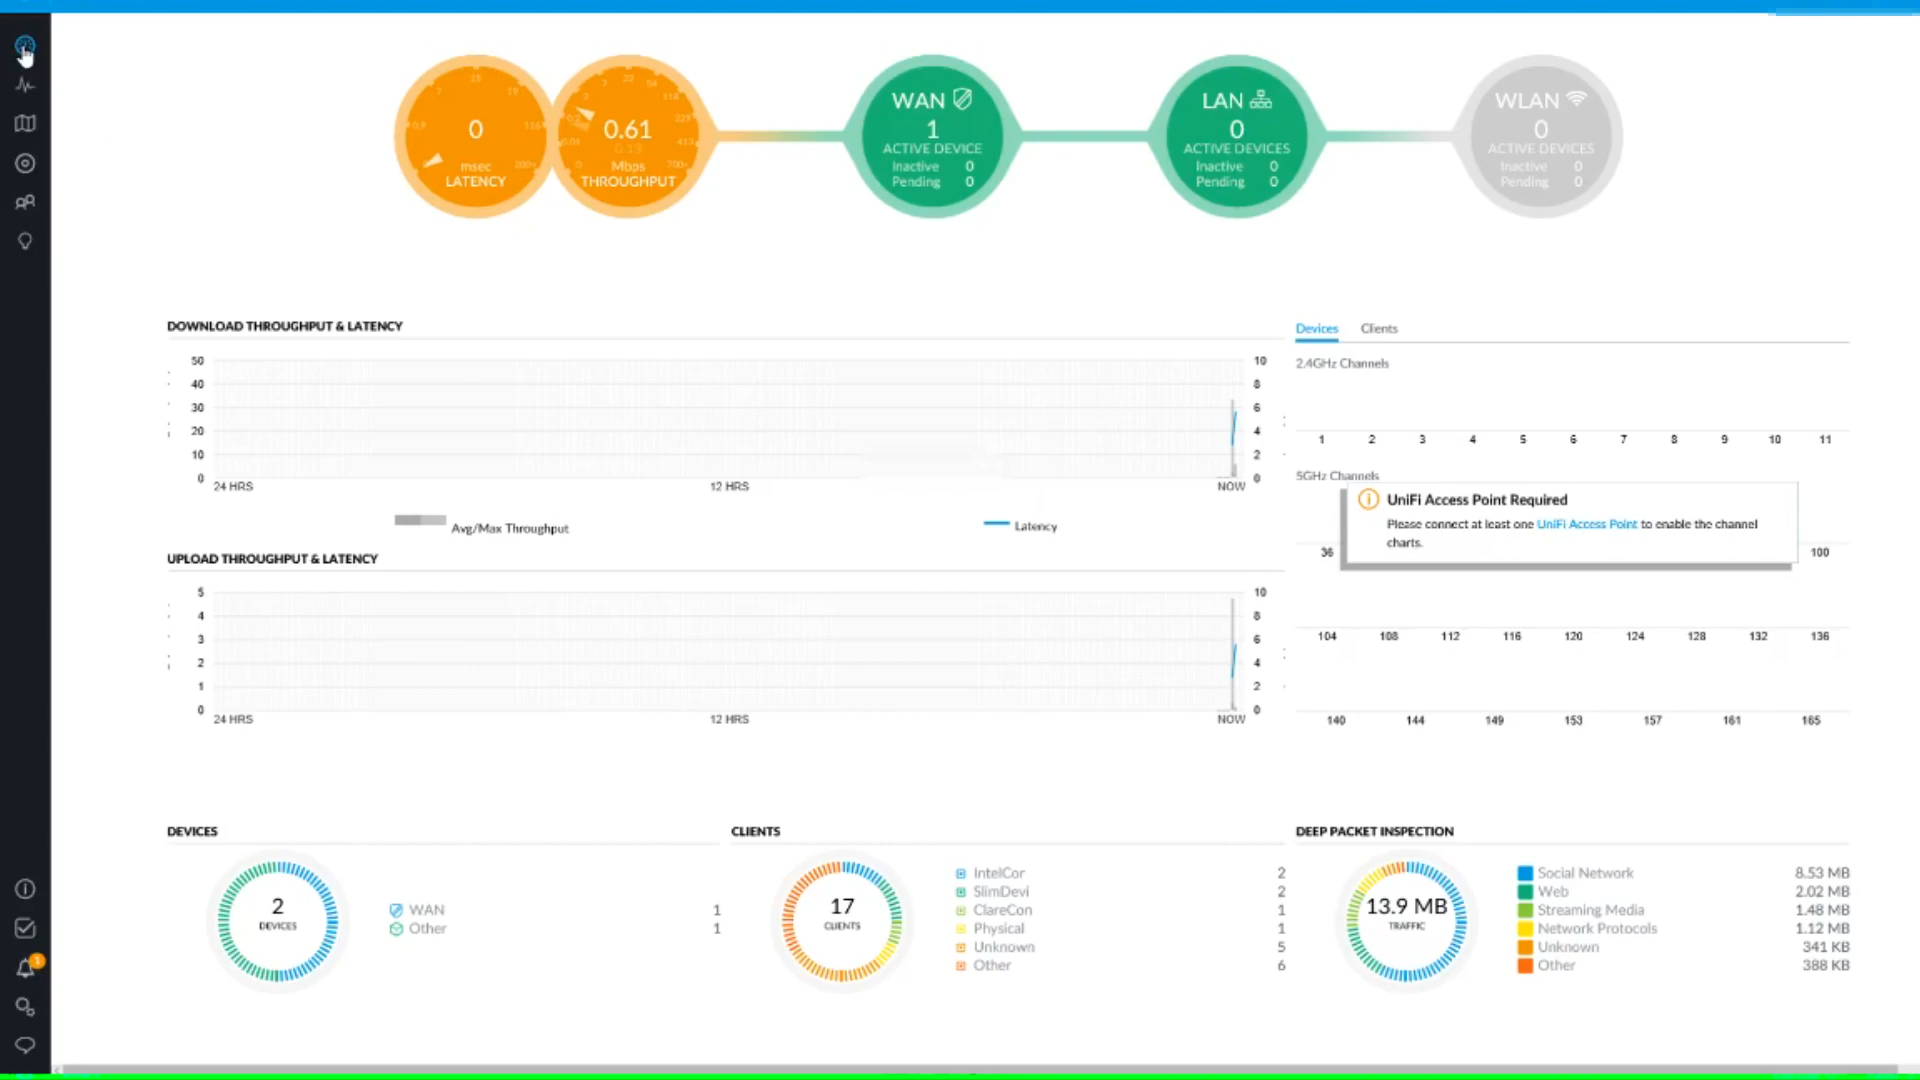 0
msec
LATENCY
0.61
0.13
Mbps
THROUGHPUT
WAN
1
ACTIVE DEVICE
Inactive 0
Pending 0
LAN
0
ACTIVE DEVICES
Inactive 0
Pending 0
WLAN
0
ACTIVE DEVICES
Inactive 0
Pending 0
DOWNLOAD THROUGHPUT & LATENCY
50 10
40 8
30 6
20 4
10 2
0 0
24 HRS 12 HRS NOW
Avg/Max Throughput Latency
UPLOAD THROUGHPUT & LATENCY
5 10
4 8
3 6
2 4
1 2
0 0
24 HRS 12 HRS NOW
Devices Clients
2.4GHz Channels
1 2 3 4 5 6 7 8 9 10 11
5GHz Channels
UniFi Access Point Required
Please connect at least one UniFi Access Point to enable the channel
charts.
36 100
104 108 112 116 120 124 128 132 136
140 144 149 153 157 161 165
DEVICES
2
DEVICES
WAN 1
Other 1
CLIENTS
17
CLIENTS
IntelCor 2
SlimDevi 2
ClareCon 1
Physical 1
Unknown 5
Other 6
DEEP PACKET INSPECTION
13.9 MB
TRAFFIC
Social Network 8.53 MB
Web 2.02 MB
Streaming Media 1.48 MB
Network Protocols 1.12 MB
Unknown 341 KB
Other 388 KB